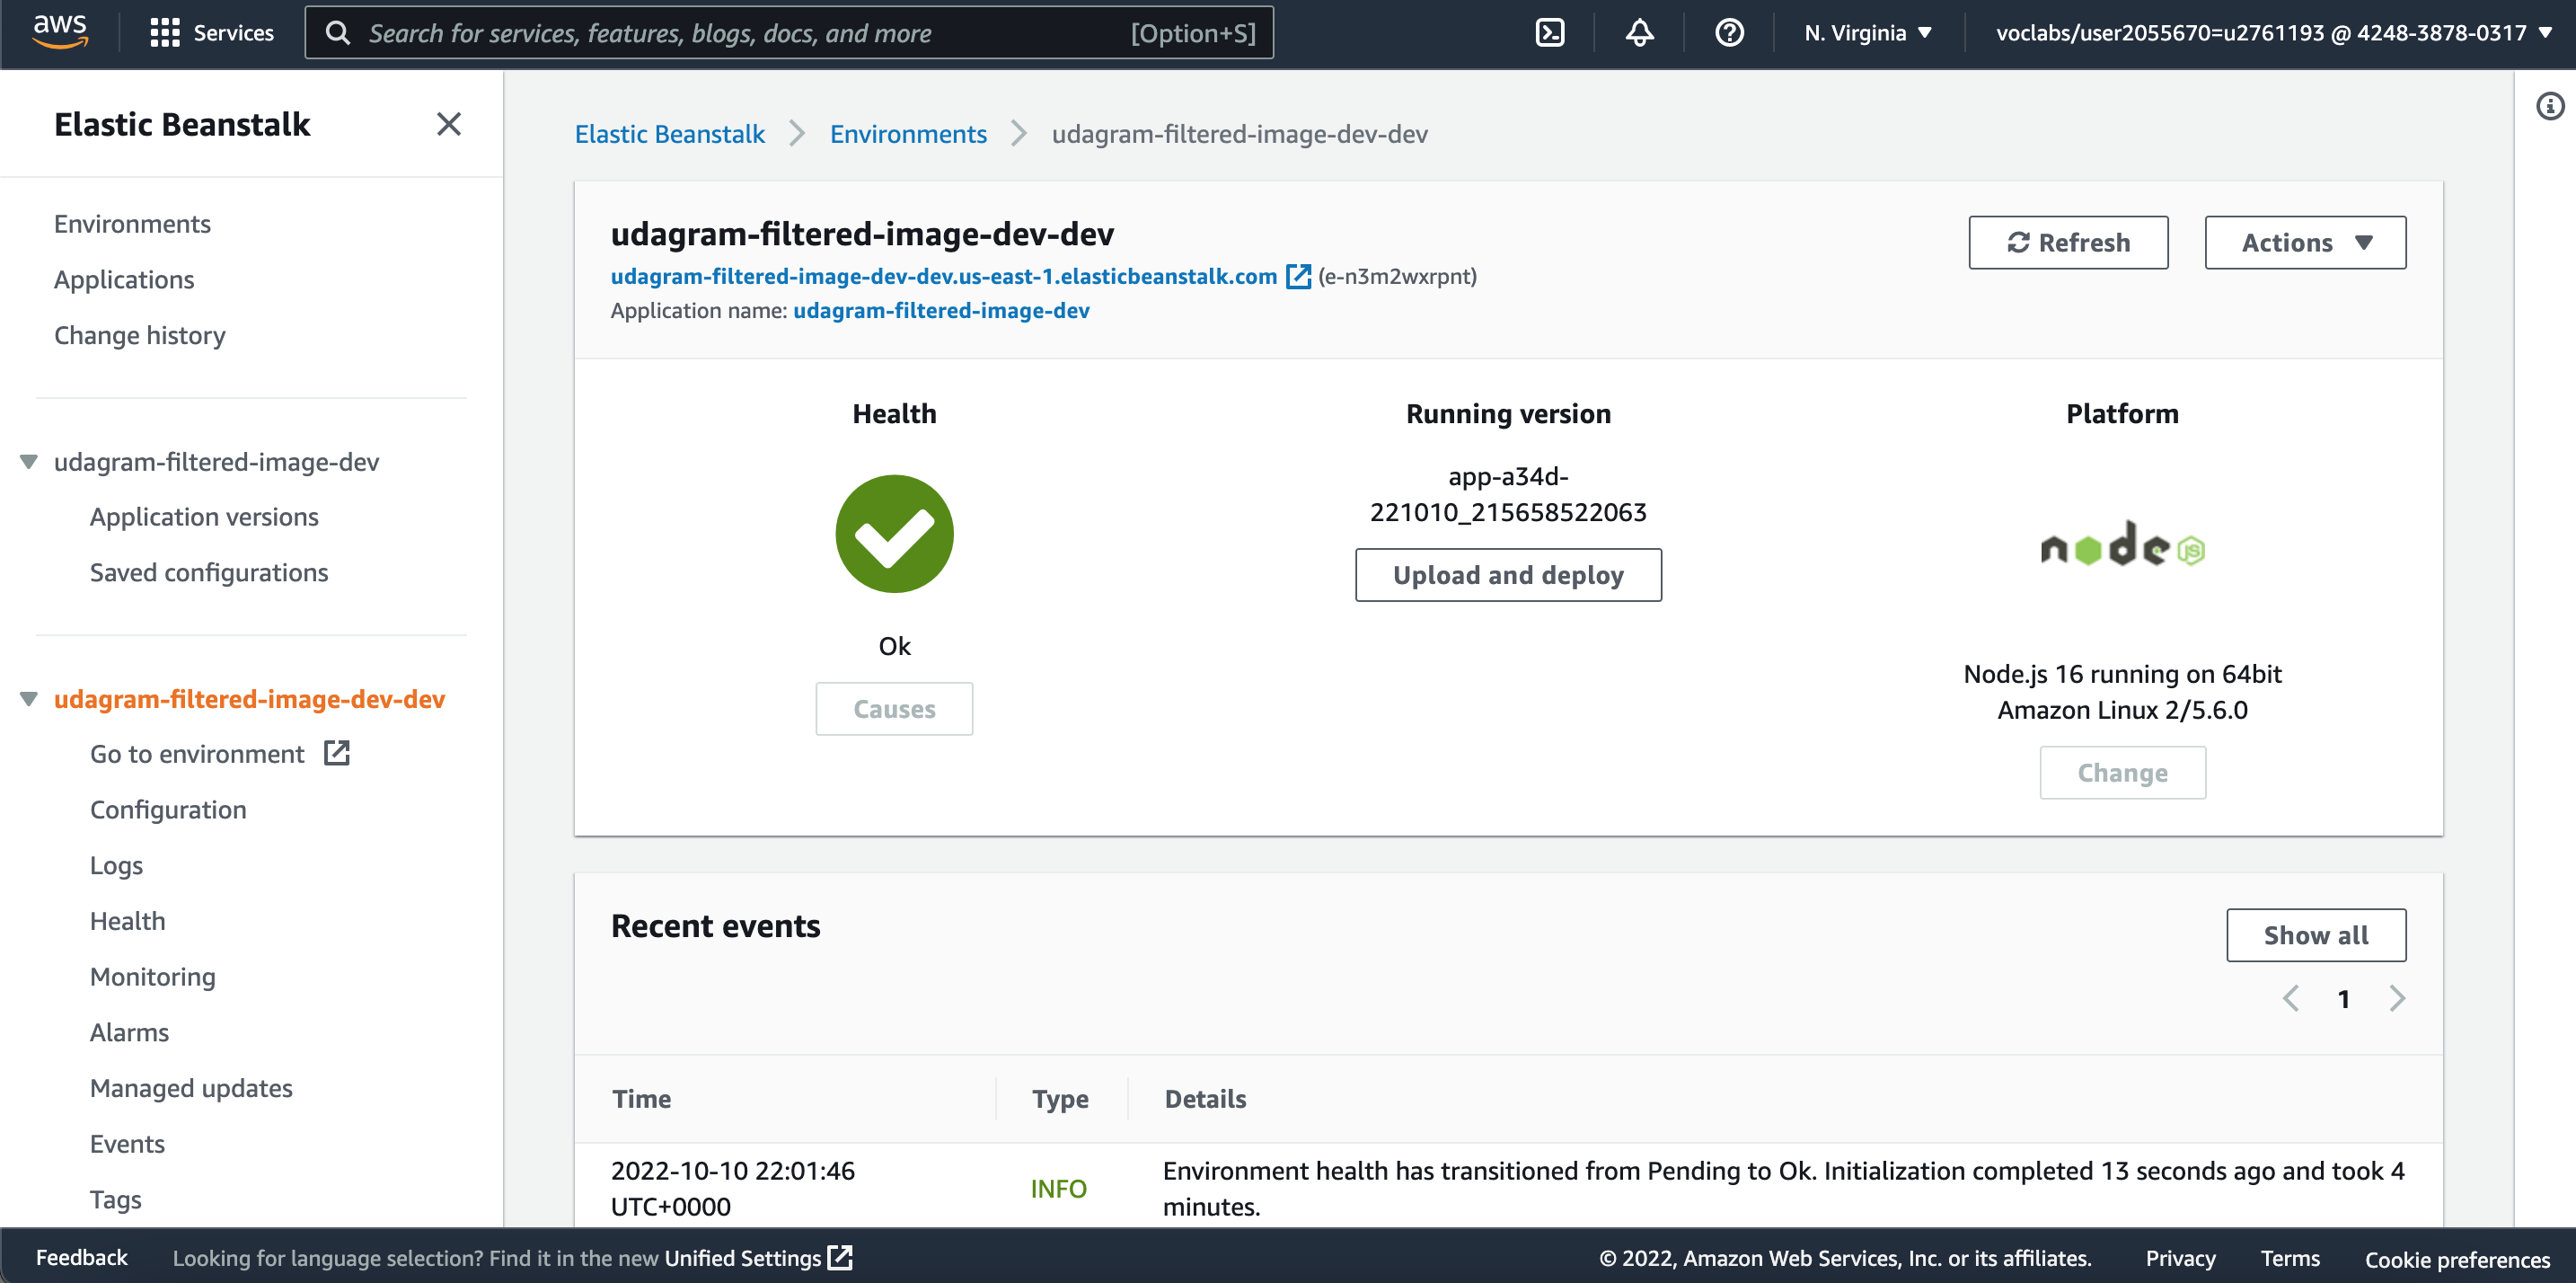 aws
Services
Search for services, features, blogs, docs, and more
[Option+S]
N. Virginia
voclabs/user2055670=u2761193 @ 4248-3878-0317
Elastic Beanstalk
Environments
Applications
Change history
udagram-filtered-image-dev
Application versions
Saved configurations
udagram-filtered-image-dev-dev
Go to environment
Configuration
Logs
Health
Monitoring
Alarms
Managed updates
Events
Tags
Elastic Beanstalk > Environments > udagram-filtered-image-dev-dev
udagram-filtered-image-dev-dev
udagram-filtered-image-dev-dev.us-east-1.elasticbeanstalk.com (e-n3m2wxrpnt)
Application name: udagram-filtered-image-dev
Refresh
Actions
Health
Ok
Causes
Running version
app-a34d-
221010_215658522063
Upload and deploy
Platform
node JS
Node.js 16 running on 64bit
Amazon Linux 2/5.6.0
Change
Recent events
Show all
1
Time
Type
Details
2022-10-10 22:01:46
UTC+0000
INFO
Environment health has transitioned from Pending to Ok. Initialization completed 13 seconds ago and took 4
minutes.
Feedback
Looking for language selection? Find it in the new Unified Settings
© 2022, Amazon Web Services, Inc. or its affiliates.
Privacy
Terms
Cookie preferences